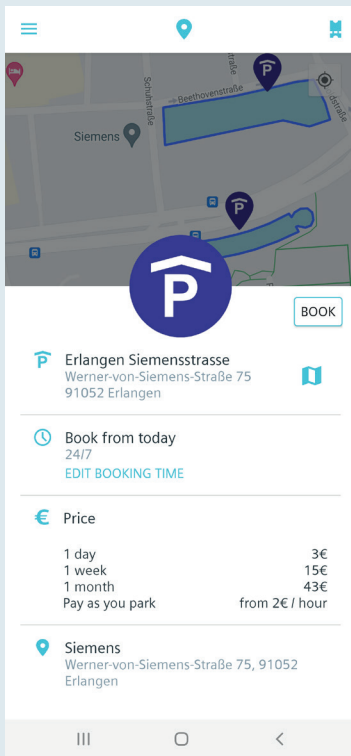 Schuhstraße
straße
Beethovenstraße
Siemens
P
P
P
BOOK
Erlangen Siemensstrasse
Werner-von-Siemens-Straße 75
91052 Erlangen
Book from today
24/7
EDIT BOOKING TIME
€ Price
1 day 3€
1 week 15€
1 month 43€
Pay as you park from 2€ / hour
Siemens
Werner-von-Siemens-Straße 75, 91052
Erlangen